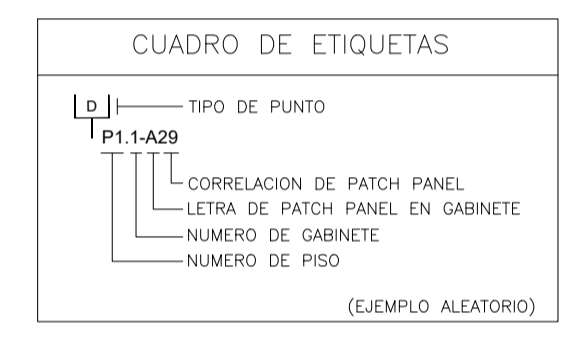 CUADRO DE ETIQUETAS
D TIPO DE PUNTO
P1.1-A29
CORRELACION DE PATCH PANEL
LETRA DE PATCH PANEL EN GABINETE
NUMERO DE GABINETE
NUMERO DE PISO
(EJEMPLO ALEATORIO)